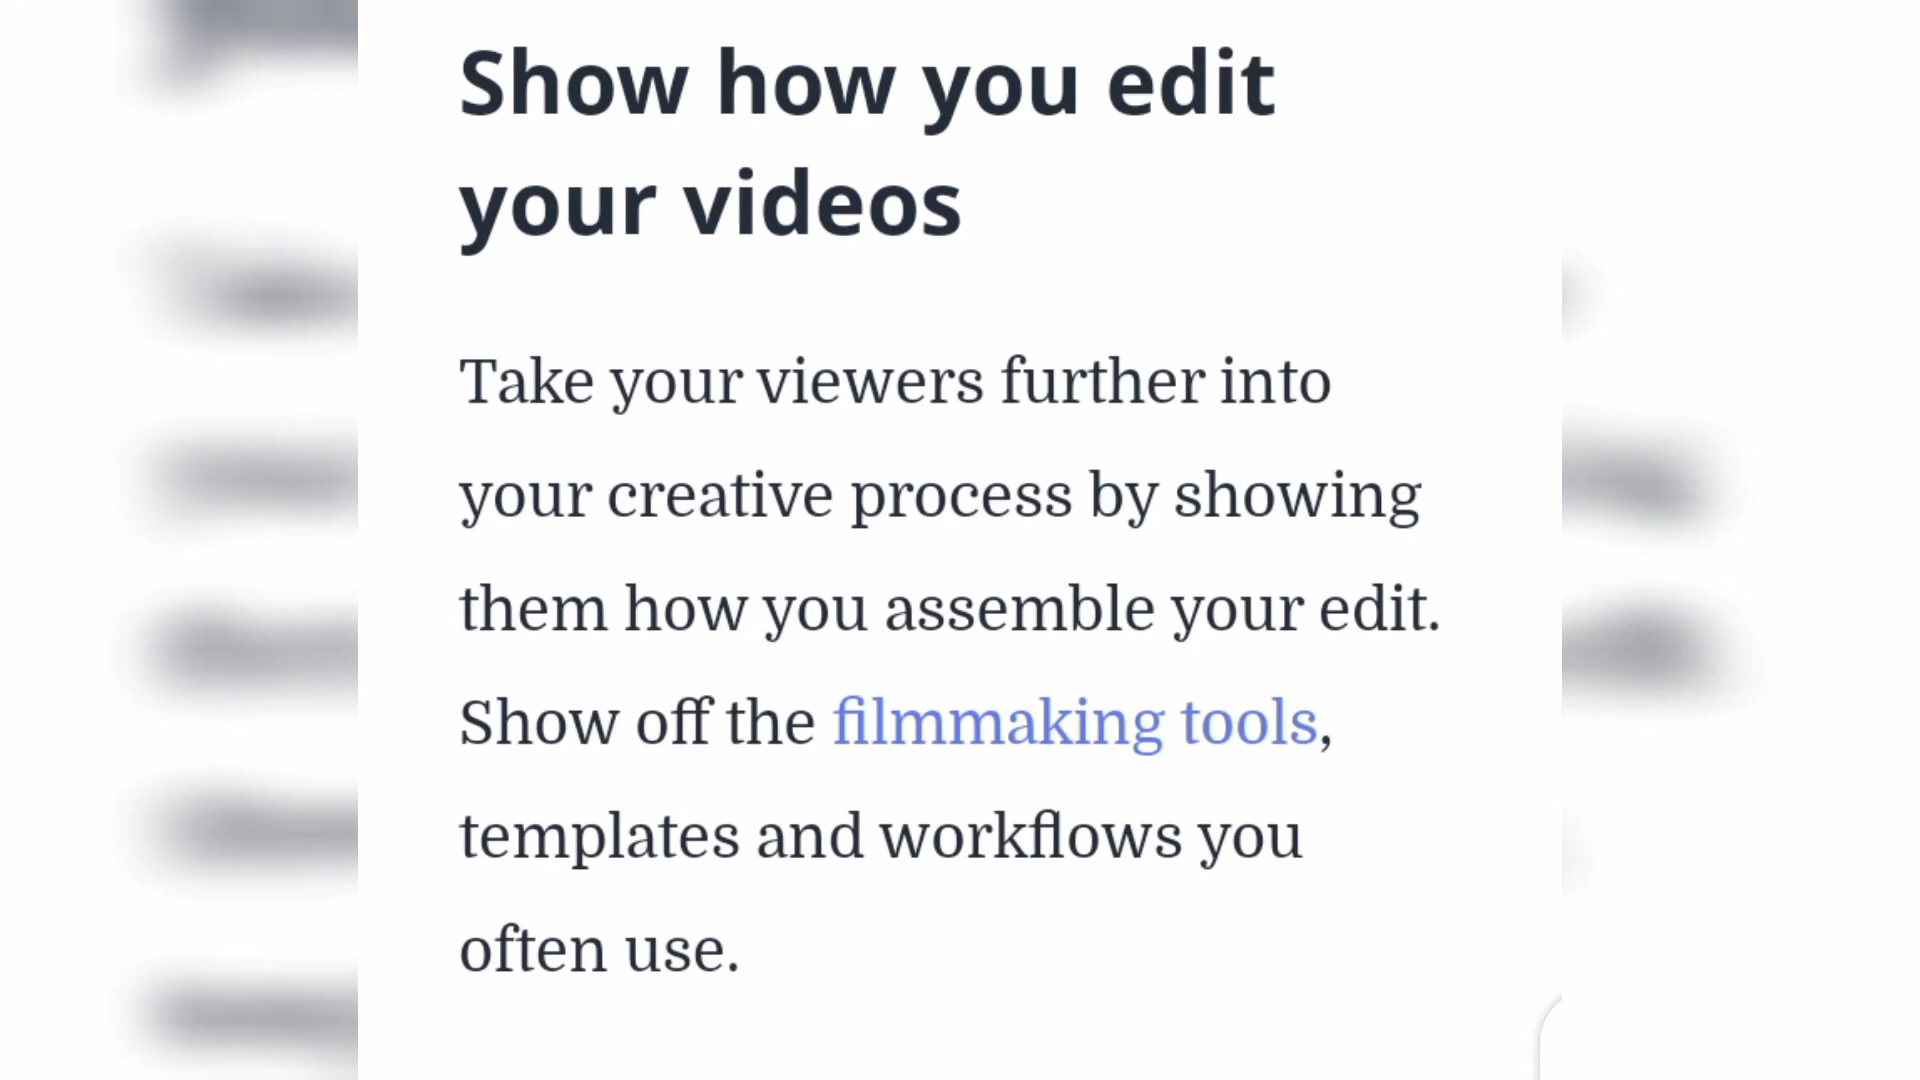 Show how you edit
your videos
Take your viewers further into
your creative process by showing
them how you assemble your edit.
Show off the filmmaking tools,
templates and workflows you
often use.